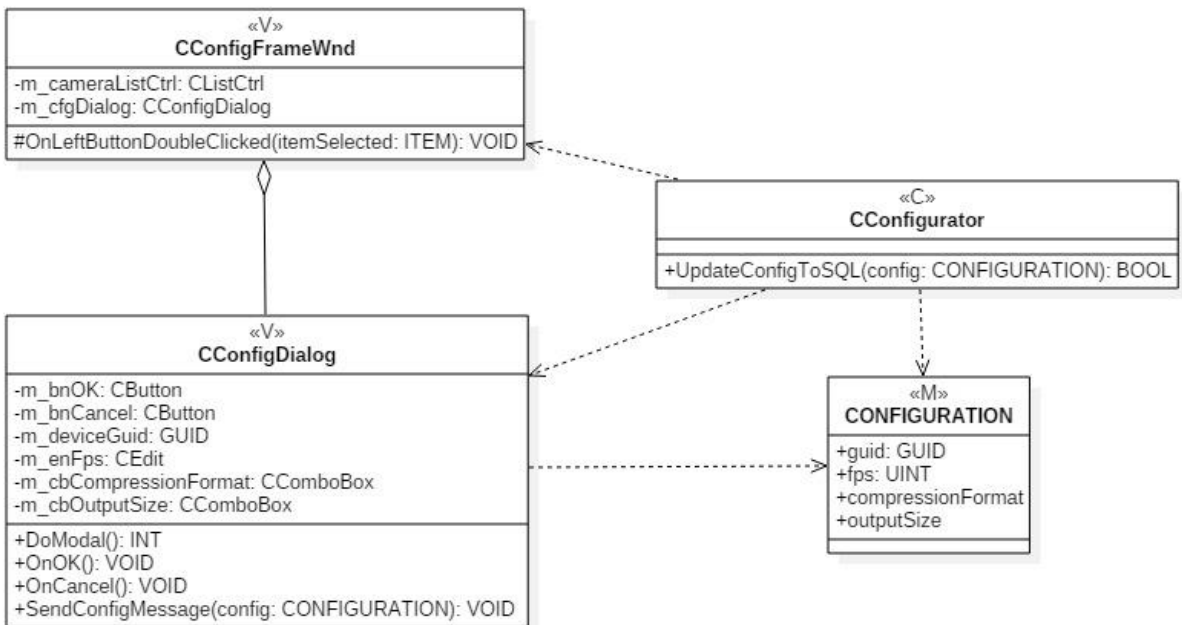 «V»
CConfigFrameWnd
-m_cameraListCtrl: CListCtrl
-m_cfgDialog: CConfigDialog
#OnLeftButtonDoubleClicked(itemSelected: ITEM): VOID
«C»
CConfigurator
+UpdateConfigToSQL(config: CONFIGURATION): BOOL
«V»
CConfigDialog
-m_bnOK: CButton
-m_bnCancel: CButton
-m_deviceGuid: GUID
-m_enFps: CEdit
-m_cbCompressionFormat: CComboBox
-m_cbOutputSize: CComboBox
+DoModal(): INT
+OnOK(): VOID
+OnCancel(): VOID
+SendConfigMessage(config: CONFIGURATION): VOID
«M»
CONFIGURATION
+guid: GUID
+fps: UINT
+compressionFormat
+outputSize